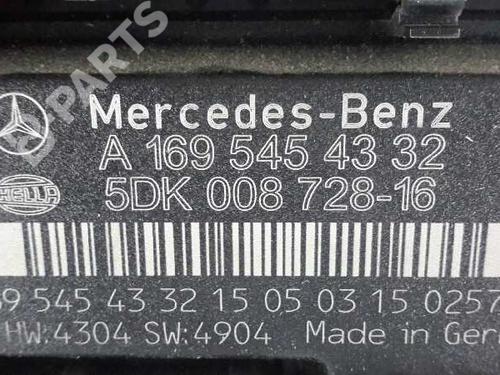 B-PARTS
Mercedes-Benz
A 169 545 43 32
HELLA
5DK 008 728-16
69 545 43 32 15 05 03 15 0257
HW:4304 SW:4904 Made in Ger